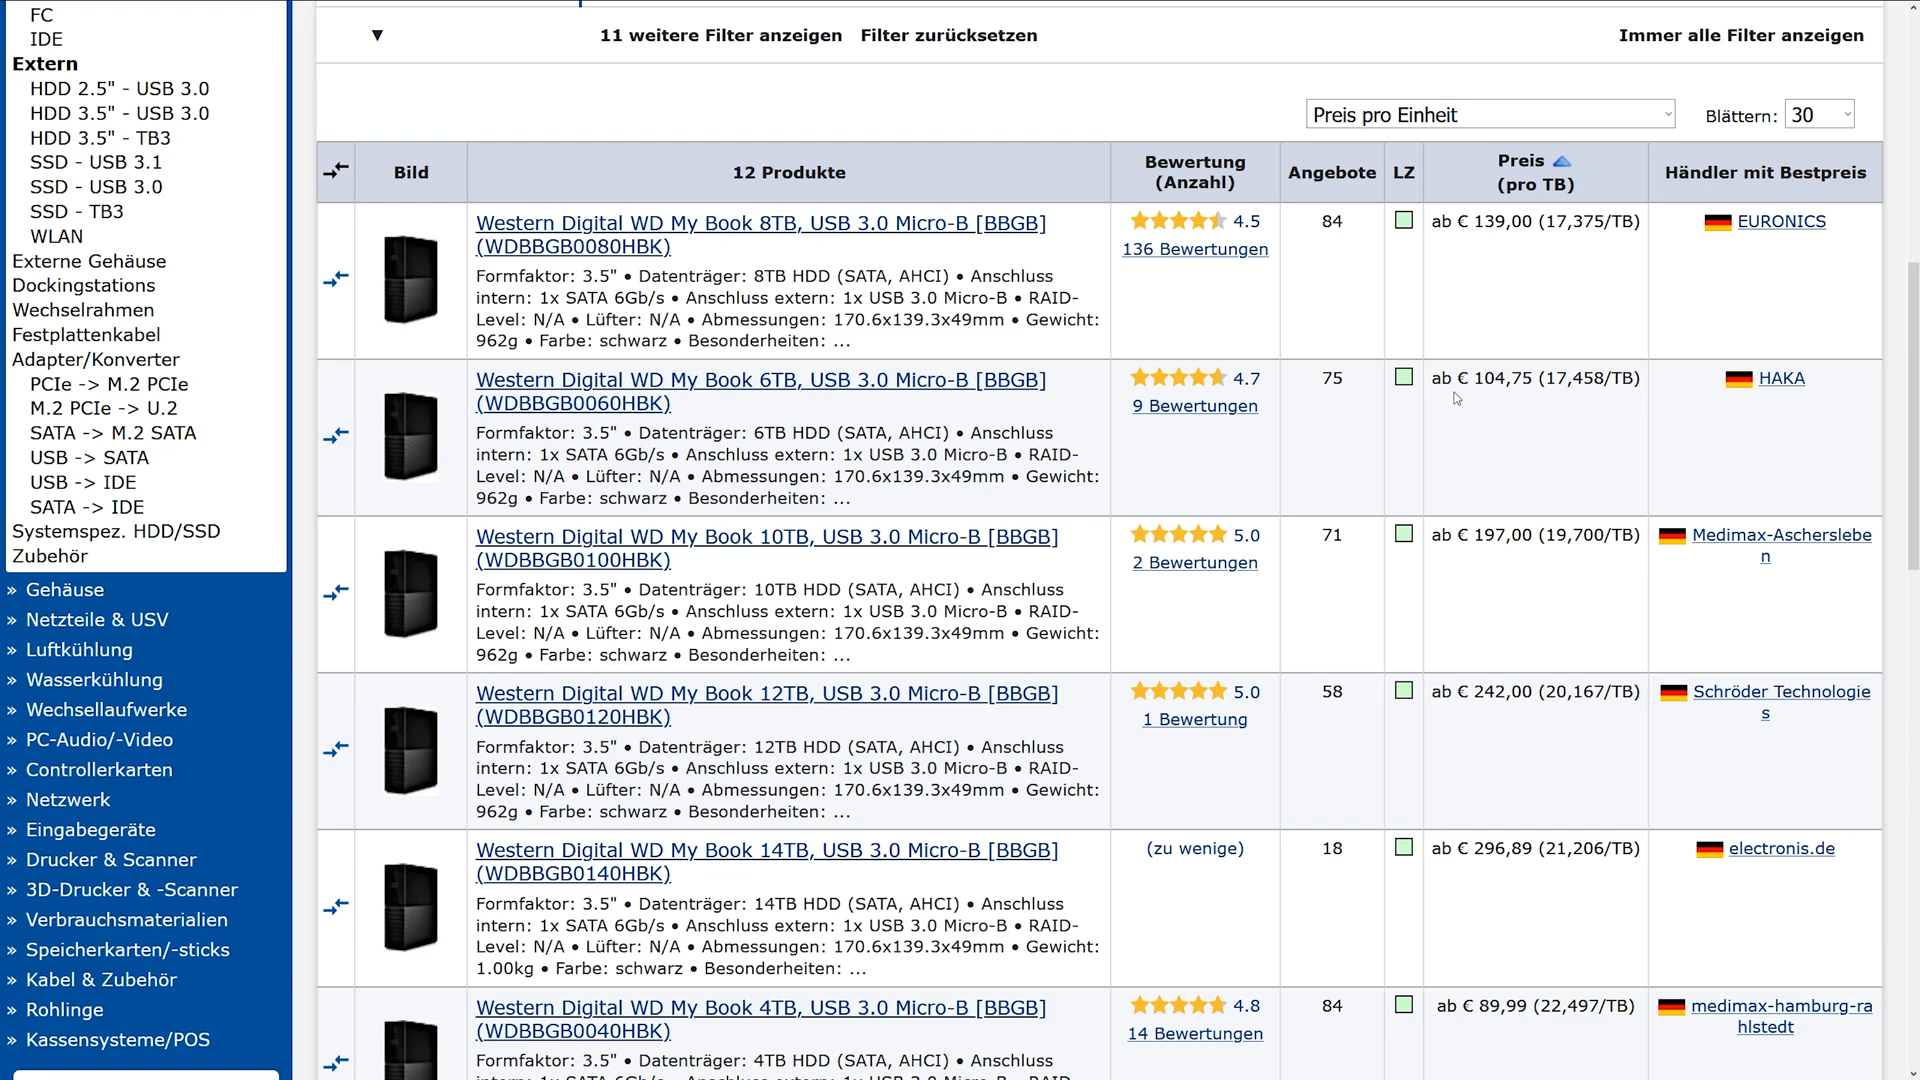 FC
IDE
Extern
HDD 2.5" - USB 3.0
HDD 3.5" - USB 3.0
HDD 3.5" - TB3
SSD - USB 3.1
SSD - USB 3.0
SSD - TB3
WLAN
Externe Gehäuse
Dockingstations
Wechselrahmen
Festplattenkabel
Adapter/Konverter
PCIe -> M.2 PCIe
M.2 PCIe -> U.2
SATA -> M.2 SATA
USB -> SATA
USB -> IDE
SATA -> IDE
Systemspez. HDD/SSD
Zubehör
» Gehäuse
» Netzteile & USV
» Luftkühlung
» Wasserkühlung
» Wechsellaufwerke
» PC-Audio/-Video
» Controllerkarten
» Netzwerk
» Eingabegeräte
» Drucker & Scanner
» 3D-Drucker & -Scanner
» Verbrauchsmaterialien
» Speicherkarten/-sticks
» Kabel & Zubehör
» Rohlinge
» Kassensysteme/POS
▼ 11 weitere Filter anzeigen Filter zurücksetzen Immer alle Filter anzeigen
Preis pro Einheit Blättern: 30
Bild 12 Produkte Bewertung (Anzahl) Angebote LZ Preis (pro TB) Händler mit Bestpreis
Western Digital WD My Book 8TB, USB 3.0 Micro-B [BBGB]
(WDBBGB0080HBK)
Formfaktor: 3.5" • Datenträger: 8TB HDD (SATA, AHCI) • Anschluss
intern: 1x SATA 6Gb/s • Anschluss extern: 1x USB 3.0 Micro-B • RAID-
Level: N/A • Lüfter: N/A • Abmessungen: 170.6x139.3x49mm • Gewicht:
962g • Farbe: schwarz • Besonderheiten: ...
4.5
136 Bewertungen
84
ab € 139,00 (17,375/TB)
EURONICS
Western Digital WD My Book 6TB, USB 3.0 Micro-B [BBGB]
(WDBBGB0060HBK)
Formfaktor: 3.5" • Datenträger: 6TB HDD (SATA, AHCI) • Anschluss
intern: 1x SATA 6Gb/s • Anschluss extern: 1x USB 3.0 Micro-B • RAID-
Level: N/A • Lüfter: N/A • Abmessungen: 170.6x139.3x49mm • Gewicht:
962g • Farbe: schwarz • Besonderheiten: ...
4.7
9 Bewertungen
75
ab € 104,75 (17,458/TB)
HAKA
Western Digital WD My Book 10TB, USB 3.0 Micro-B [BBGB]
(WDBBGB0100HBK)
Formfaktor: 3.5" • Datenträger: 10TB HDD (SATA, AHCI) • Anschluss
intern: 1x SATA 6Gb/s • Anschluss extern: 1x USB 3.0 Micro-B • RAID-
Level: N/A • Lüfter: N/A • Abmessungen: 170.6x139.3x49mm • Gewicht:
962g • Farbe: schwarz • Besonderheiten: ...
5.0
2 Bewertungen
71
ab € 197,00 (19,700/TB)
Medimax-Ascherslebe
n
Western Digital WD My Book 12TB, USB 3.0 Micro-B [BBGB]
(WDBBGB0120HBK)
Formfaktor: 3.5" • Datenträger: 12TB HDD (SATA, AHCI) • Anschluss
intern: 1x SATA 6Gb/s • Anschluss extern: 1x USB 3.0 Micro-B • RAID-
Level: N/A • Lüfter: N/A • Abmessungen: 170.6x139.3x49mm • Gewicht:
962g • Farbe: schwarz • Besonderheiten: ...
5.0
1 Bewertung
58
ab € 242,00 (20,167/TB)
Schröder Technologie
s
Western Digital WD My Book 14TB, USB 3.0 Micro-B [BBGB]
(WDBBGB0140HBK)
Formfaktor: 3.5" • Datenträger: 14TB HDD (SATA, AHCI) • Anschluss
intern: 1x SATA 6Gb/s • Anschluss extern: 1x USB 3.0 Micro-B • RAID-
Level: N/A • Lüfter: N/A • Abmessungen: 170.6x139.3x49mm • Gewicht:
1.00kg • Farbe: schwarz • Besonderheiten: ...
(zu wenige)
18
ab € 296,89 (21,206/TB)
electronis.de
Western Digital WD My Book 4TB, USB 3.0 Micro-B [BBGB]
(WDBBGB0040HBK)
Formfaktor: 3.5" • Datenträger: 4TB HDD (SATA, AHCI) • Anschluss
4.8
14 Bewertungen
84
ab € 89,99 (22,497/TB)
medimax-hamburg-ra
hlstedt